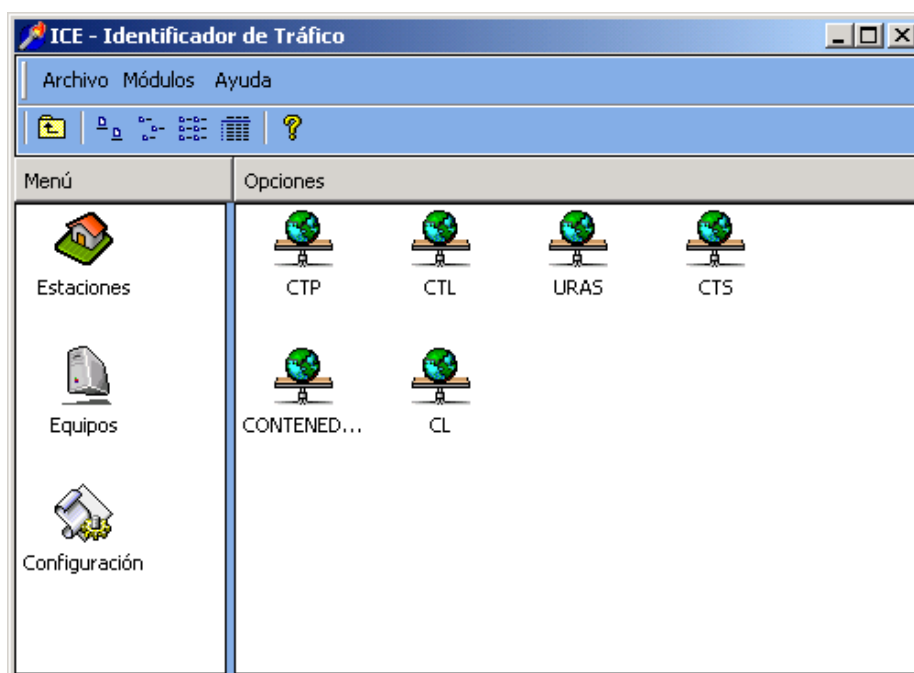 ICE - Identificador de Tráfico
Archivo Módulos Ayuda
Menú Opciones
Estaciones CTP CTL URAS CTS
Equipos CONTENED... CL
Configuración